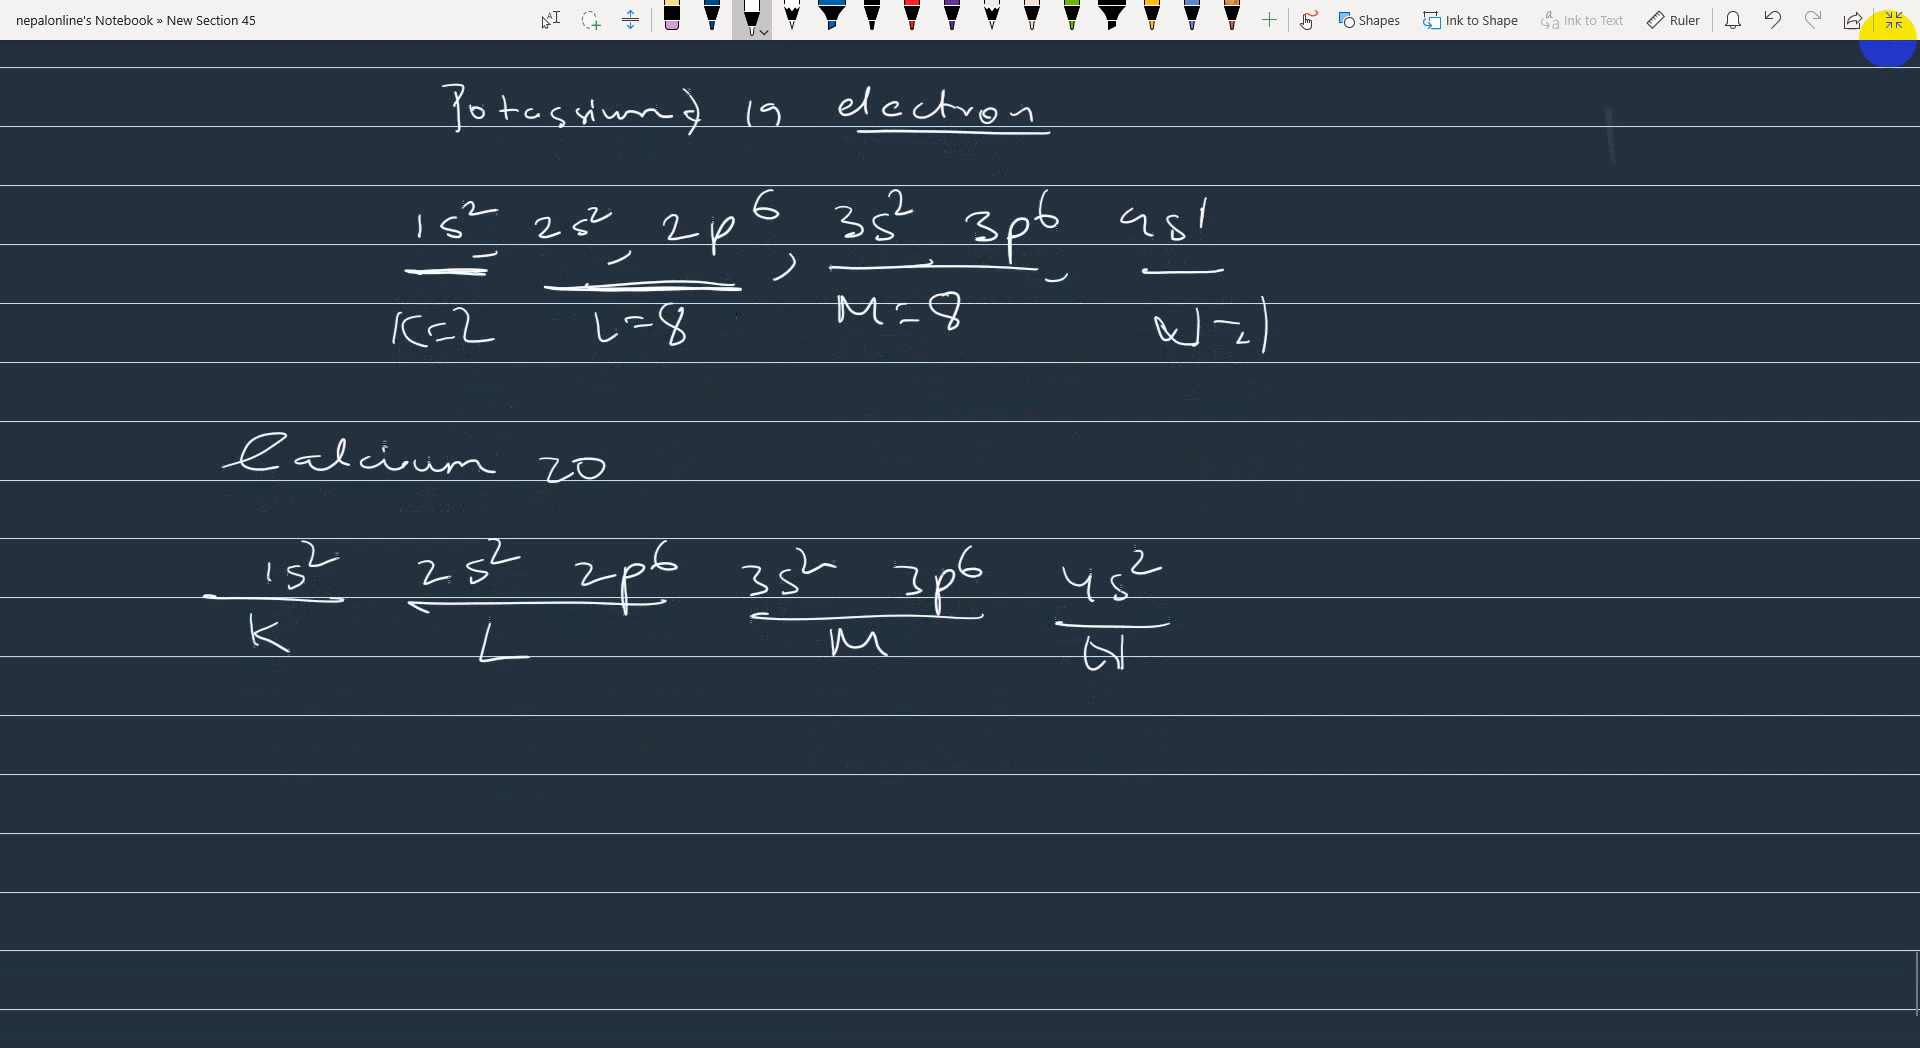 nepalonline's Notebook » New Section 45
Shapes Ink to Shape Ink to Text Ruler
Potassium → 19 electron
1s², 2s², 2p⁶, 3s² 3p⁶, 4s¹
K=2 L=8 M=8 N=1
Calcium 20
1s² 2s² 2p⁶ 3s² 3p⁶ 4s²
K L M N